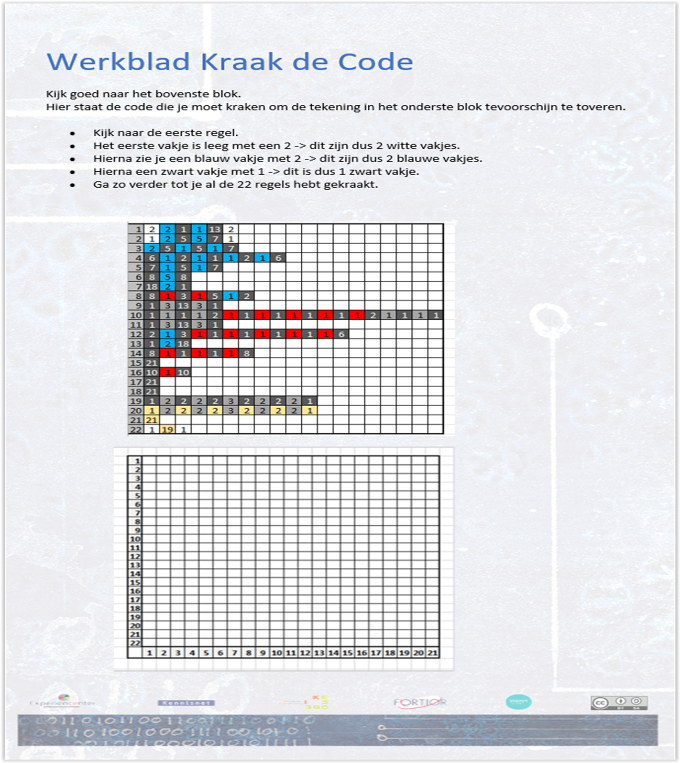 Werkblad Kraak de Code
Kijk goed naar het bovenste blok.
Hier staat de code die je moet kraken om de tekening in het onderste blok tevoorschijn te toveren.
• Kijk naar de eerste regel.
• Het eerste vakje is leeg met een 2 -> dit zijn dus 2 witte vakjes.
• Hierna zie je een blauw vakje met 2 -> dit zijn dus 2 blauwe vakjes.
• Hierna een zwart vakje met 1 -> dit is dus 1 zwart vakje.
• Ga zo verder tot je al de 22 regels hebt gekraakt.
1 2 2 1 1 13 2
2 1 2 5 5 7 1
3 2 5 1 5 1 7
4 6 1 2 1 1 1 2 1 6
5 7 1 5 1 7
6 8 5 8
7 18 2 1
8 8 1 3 1 5 1 2
9 1 3 13 3 1
10 1 1 1 1 2 1 1 1 1 1 1 1 1 1 2 1 1 1 1
11 1 3 13 3 1
12 2 1 3 1 1 1 1 1 1 1 1 1 6
13 1 2 18
14 8 1 1 1 1 1 8
15 21
16 10 1 10
17 21
18 21
19 1 2 2 2 2 3 2 2 2 2 1
20 1 2 2 2 2 3 2 2 2 2 1
21 21
22 1 19 1
1
2
3
4
5
6
7
8
9
10
11
12
13
14
15
16
17
18
19
20
21
22
1 2 3 4 5 6 7 8 9 10 11 12 13 14 15 16 17 18 19 20 21
Kennisnet
FORTIOR